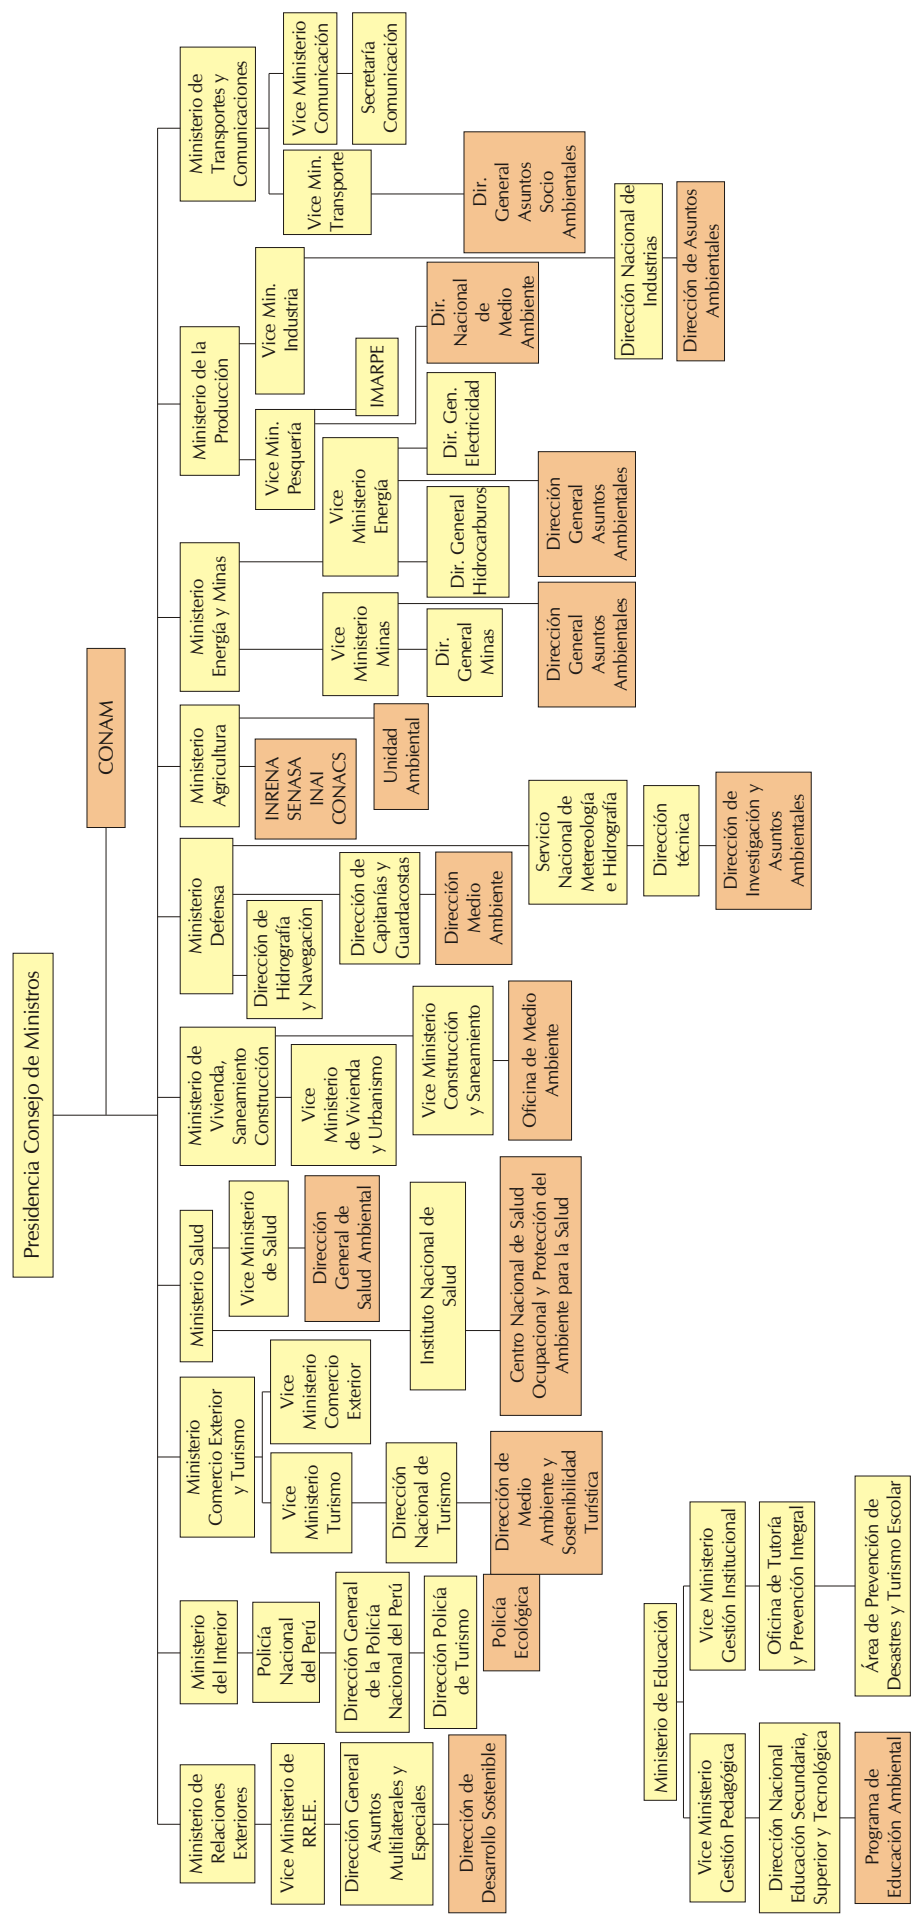 Presidencia Consejo de Ministros
CONAM
Ministerio de
Relaciones
Exteriores
Vice Ministerio de
RR.EE.
Dirección General
Asuntos
Multilaterales y
Especiales
Dirección de
Desarrollo Sostenible
Ministerio
del Interior
Policía
Nacional
del Perú
Dirección General
de la Policía
Nacional del Perú
Dirección Policía
de Turismo
Policía
Ecológica
Ministerio
Comercio Exterior
y Turismo
Vice
Ministerio
Turismo
Dirección
Nacional de
Turismo
Dirección de
Medio
Ambiente y
Sostenibilidad
Turística
Vice
Ministerio
Comercio
Exterior
Ministerio Salud
Vice Ministerio
de Salud
Dirección
General de
Salud Ambiental
Instituto Nacional de
Salud
Centro Nacional de Salud
Ocupacional y Protección del
Ambiente para la Salud
Ministerio de
Vivienda,
Saneamiento
Construcción
Vice
Ministerio
de Vivienda
y Urbanismo
Vice Ministerio
Construcción
y Saneamiento
Oficina de Medio
Ambiente
Ministerio
Defensa
Dirección de
Hidrografía
y Navegación
Dirección de
Capitanías y
Guardacostas
Dirección
Medio
Ambiente
Servicio
Nacional de
Metereología
e Hidrografía
Dirección
técnica
Dirección de
Investigación y
Asuntos
Ambientales
Ministerio
Agricultura
INRENA
SENASA
INAI
CONACS
Unidad
Ambiental
Ministerio
Energía y Minas
Vice
Ministerio
Minas
Dir.
General
Minas
Dirección
General
Asuntos
Ambientales
Vice
Ministerio
Energía
Dir. General
Hidrocarburos
Dir. Gen.
Electricidad
Dirección
General
Asuntos
Ambientales
Ministerio de la
Producción
Vice Min.
Pesquería
IMARPE
Dir.
Nacional
de
Medio
Ambiente
Vice Min.
Industria
Dirección Nacional de
Industrias
Dirección de Asuntos
Ambientales
Ministerio de
Transportes y
Comunicaciones
Vice Min.
Transporte
Dir.
General
Asuntos
Socio
Ambientales
Vice Ministerio
Comunicación
Secretaría
Comunicación
Ministerio de Educación
Vice Ministerio
Gestión Pedagógica
Dirección Nacional
Educación Secundaria,
Superior y Tecnológica
Programa de
Educación Ambiental
Vice Ministerio
Gestión Institucional
Oficina de Tutoría
y Prevención Integral
Área de Prevención de
Desastres y Turismo Escolar